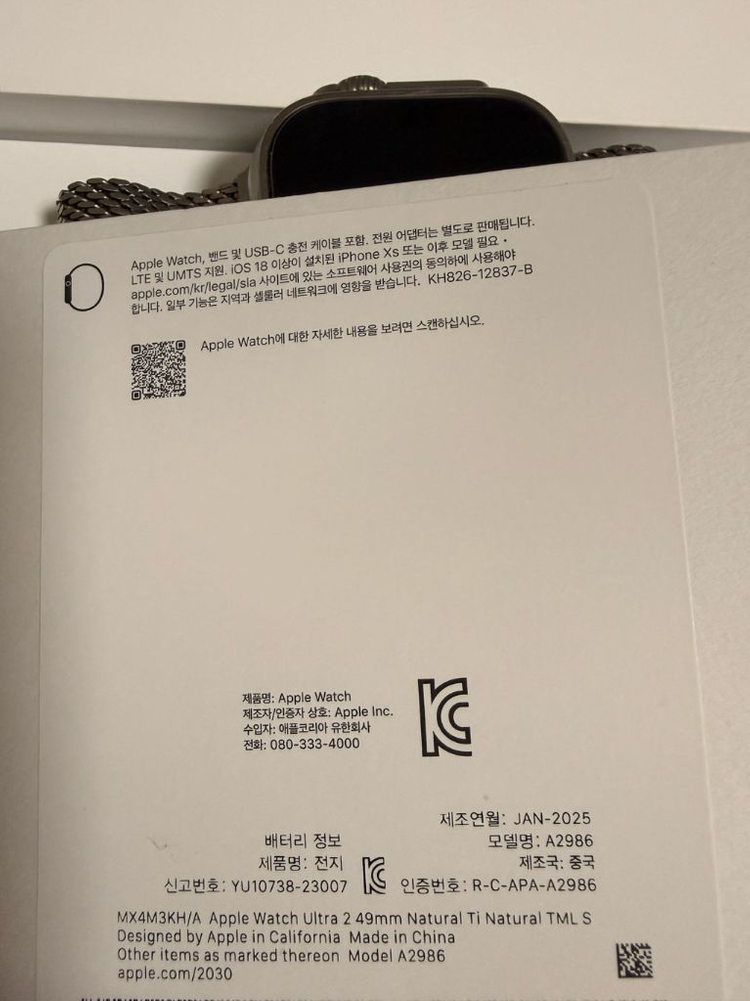 Apple Watch, 밴드 및 USB-C 충전 케이블 포함. 전원 어댑터는 별도로 판매됩니다.
LTE 및 UMTS 지원. iOS 18 이상이 설치된 iPhone Xs 또는 이후 모델 필요・
apple.com/kr/legal/sla 사이트에 있는 소프트웨어 사용권의 동의하에 사용해야
합니다. 일부 기능은 지역과 셀룰러 네트워크에 영향을 받습니다. KH826-12837-B
Apple Watch에 대한 자세한 내용을 보려면 스캔하십시오.
제품명: Apple Watch
제조자/인증자 상호: Apple Inc.
수입자: 애플코리아 유한회사
전화: 080-333-4000
제조연월: JAN-2025
배터리 정보
모델명: A2986
제품명: 전지
제조국: 중국
신고번호: YU10738-23007
인증번호: R-C-APA-A2986
MX4M3KH/A Apple Watch Ultra 2 49mm Natural Ti Natural TML S
Designed by Apple in California Made in China
Other items as marked thereon Model A2986
apple.com/2030